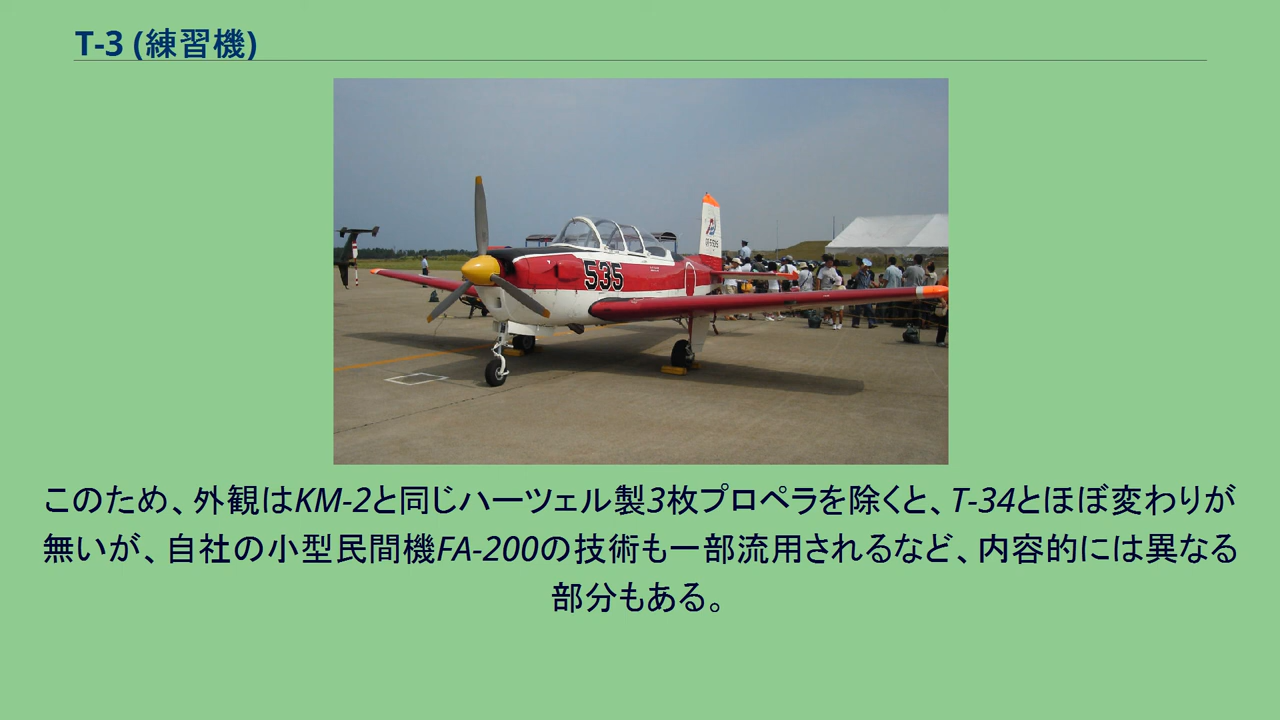 T-3 (練習機)
535
このため、外観はKM-2と同じハーツェル製3枚プロペラを除くと、T-34とほぼ変わりが
無いが、自社の小型民間機FA-200の技術も一部流用されるなど、内容的には異なる
部分もある。